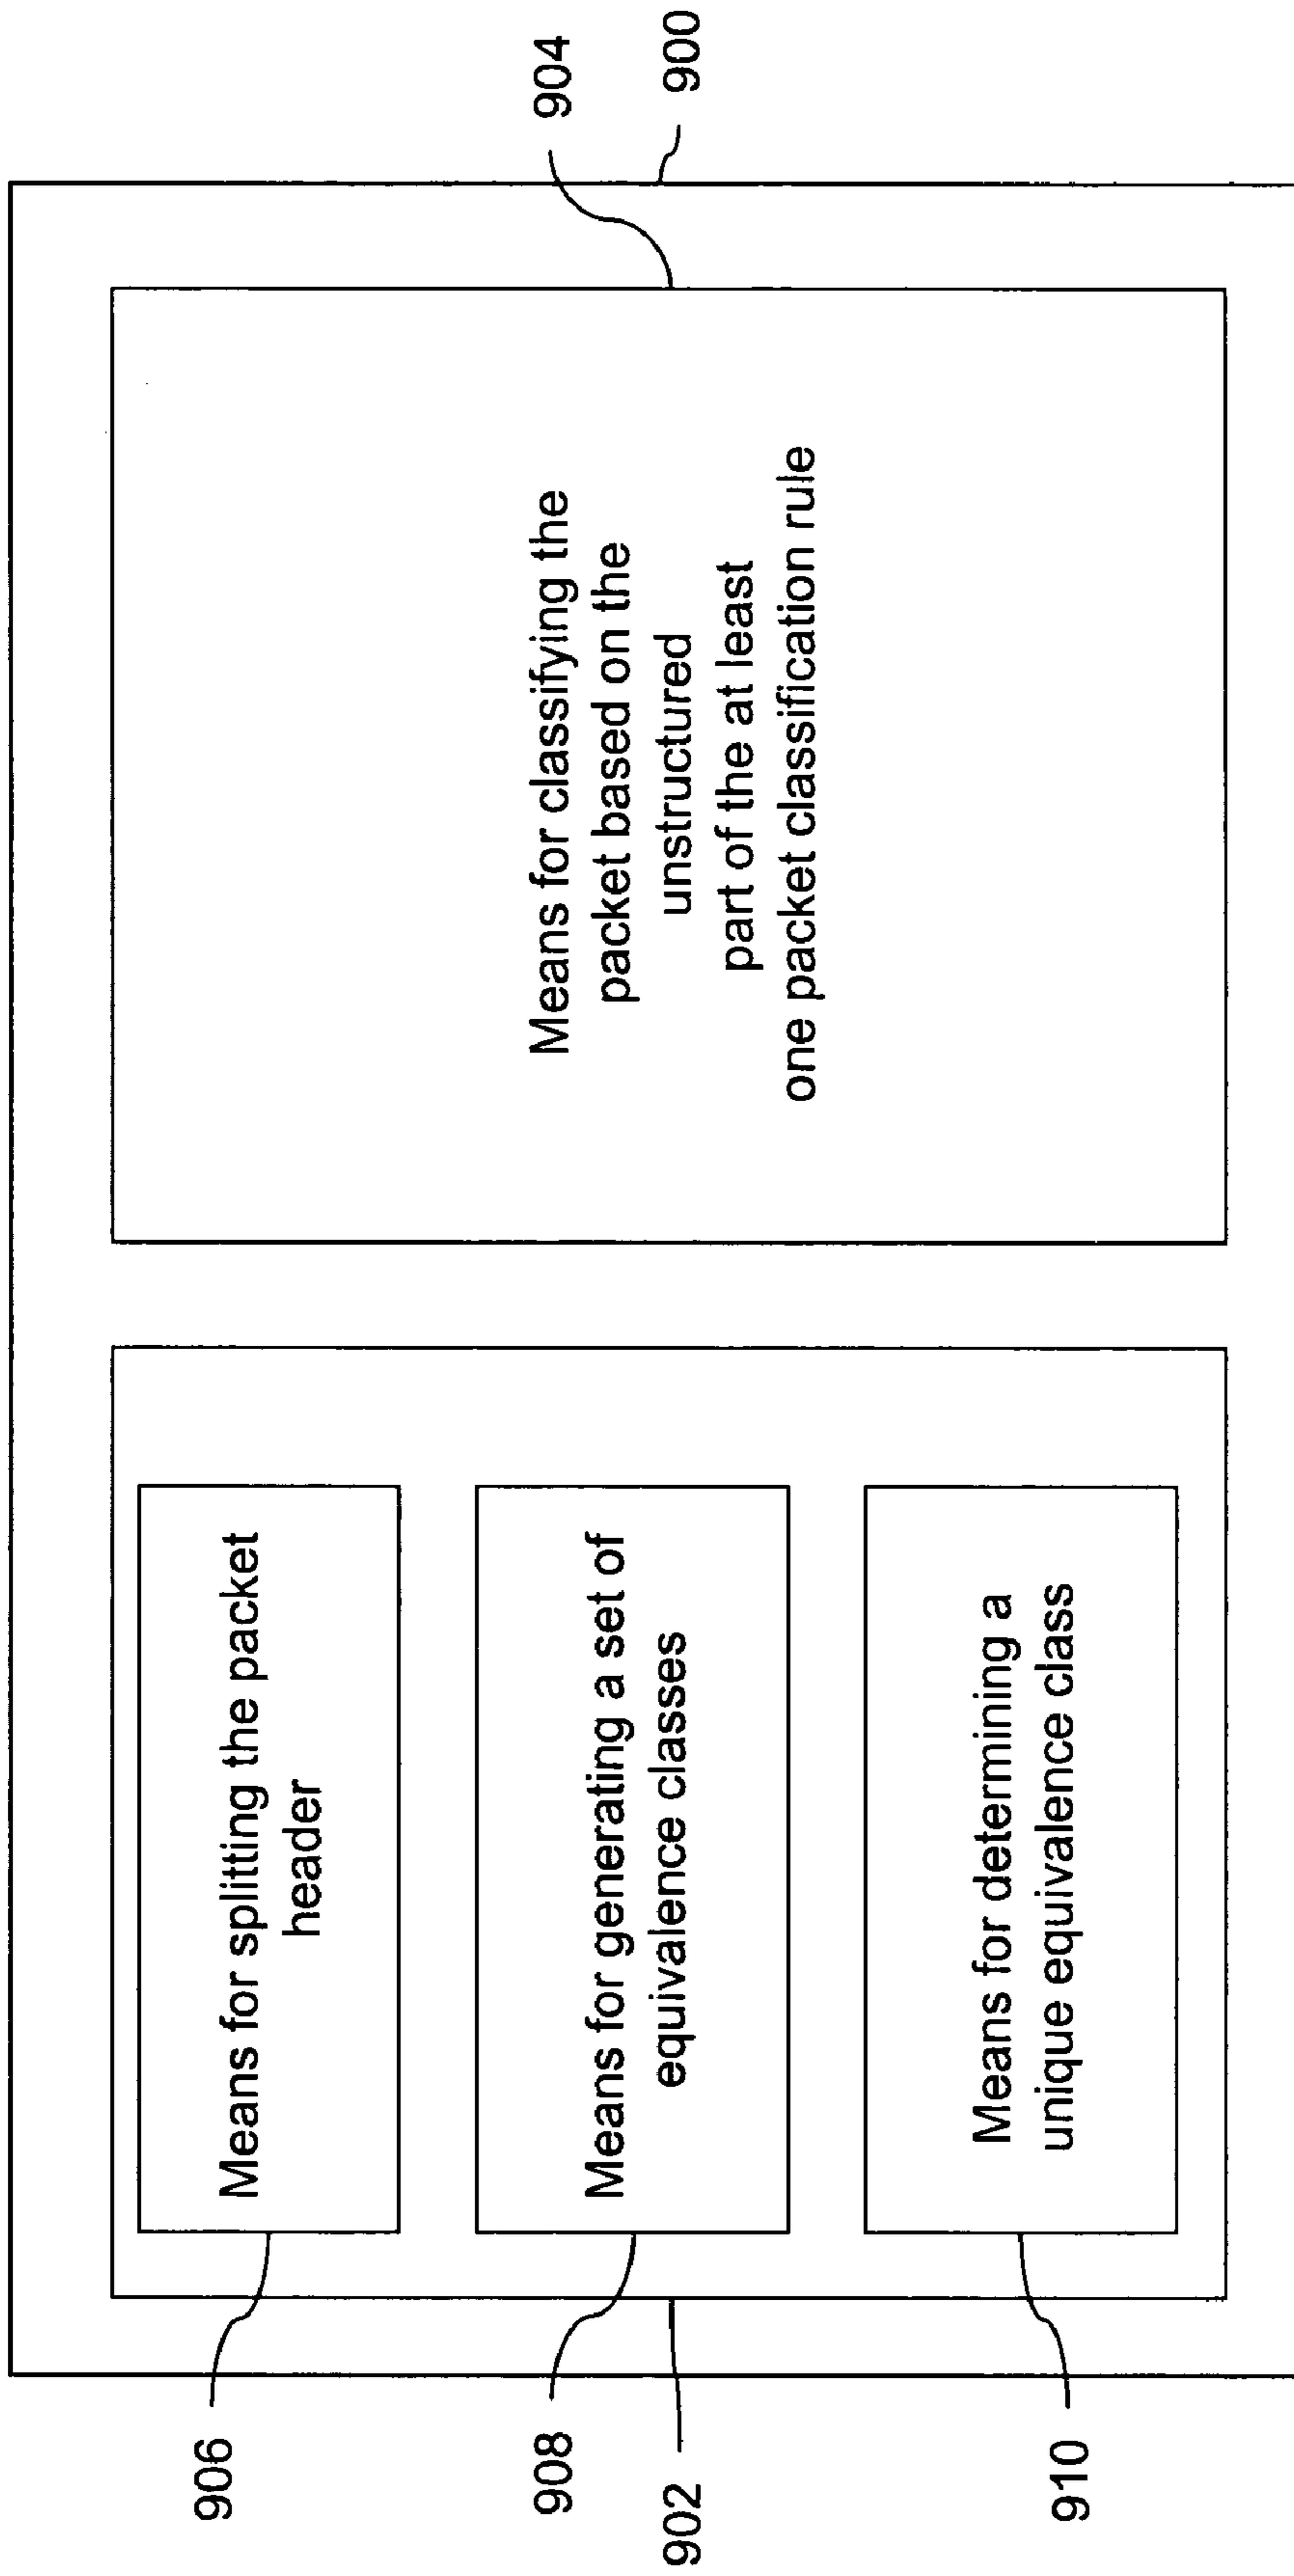 906
Means for splitting the packet
header
908
Means for generating a set of
equivalence classes
902
910
Means for determining a
unique equivalence class
904
Means for classifying the
packet based on the
unstructured
part of the at least
one packet classification rule
900